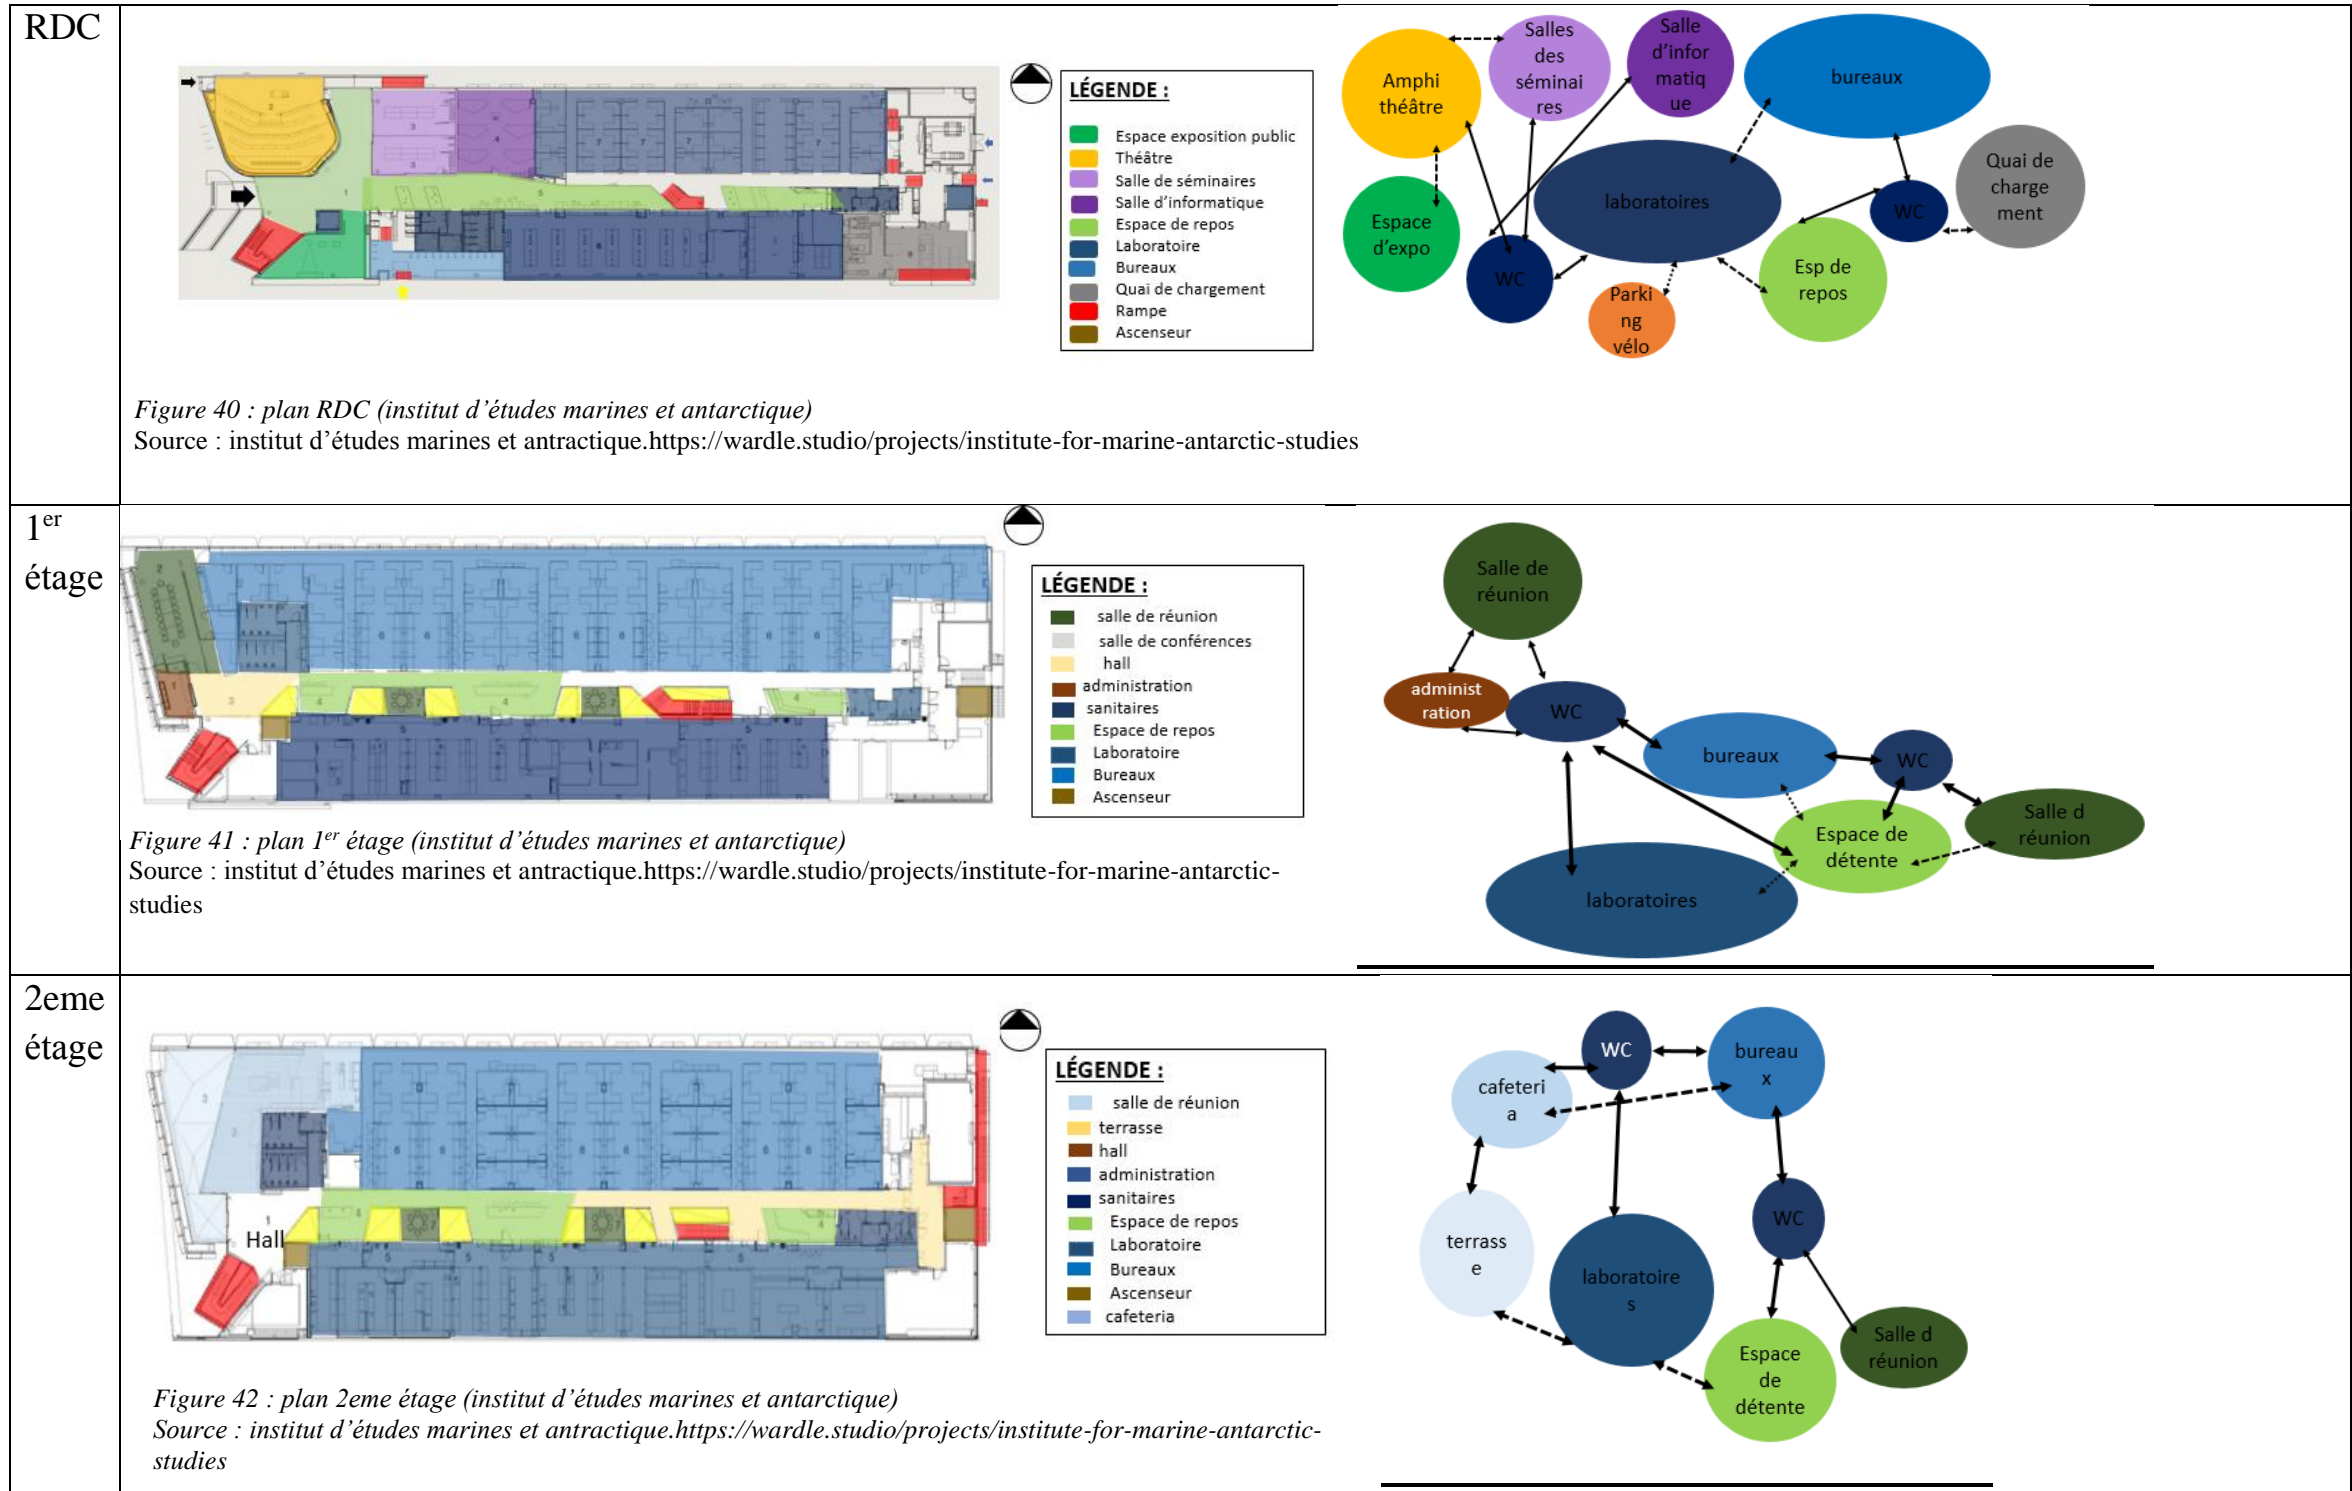 RDC
LÉGENDE :
Espace exposition public
Théâtre
Salle de séminaires
Salle d'informatique
Espace de repos
Laboratoire
Bureaux
Quai de chargement
Rampe
Ascenseur
Amphi
théâtre
Salles
des
séminai
res
Salle
d'infor
matiq
ue
bureaux
laboratoires
Quai de
charge
ment
WC
Espace
d'expo
WC
Parki
ng
vélo
Esp de
repos
Figure 40 : plan RDC (institut d'études marines et antarctique)
Source : institut d'études marines et antractique.https://wardle.studio/projects/institute-for-marine-antarctic-studies
1er
étage
LÉGENDE :
salle de réunion
salle de conférences
hall
administration
sanitaires
Espace de repos
Laboratoire
Bureaux
Ascenseur
Salle de
réunion
administ
ration
WC
bureaux
WC
Salle d
réunion
Espace de
détente
laboratoires
Figure 41 : plan 1er étage (institut d'études marines et antarctique)
Source : institut d'études marines et antractique.https://wardle.studio/projects/institute-for-marine-antarctic-
studies
2eme
étage
Hall
LÉGENDE :
salle de réunion
terrasse
hall
administration
sanitaires
Espace de repos
Laboratoire
Bureaux
Ascenseur
cafeteria
WC
bureau
x
cafeteri
a
WC
terrass
e
laboratoire
s
Salle d
réunion
Espace
de
détente
Figure 42 : plan 2eme étage (institut d'études marines et antarctique)
Source : institut d'études marines et antractique.https://wardle.studio/projects/institute-for-marine-antarctic-
studies